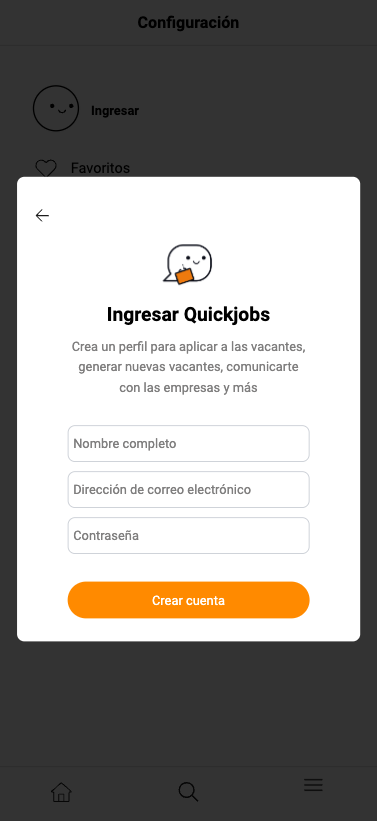 Configuración
Ingresar
Favoritos
Ingresar Quickjobs
Crea un perfil para aplicar a las vacantes,
generar nuevas vacantes, comunicarte
con las empresas y más
Nombre completo
Dirección de correo electrónico
Contraseña
Crear cuenta